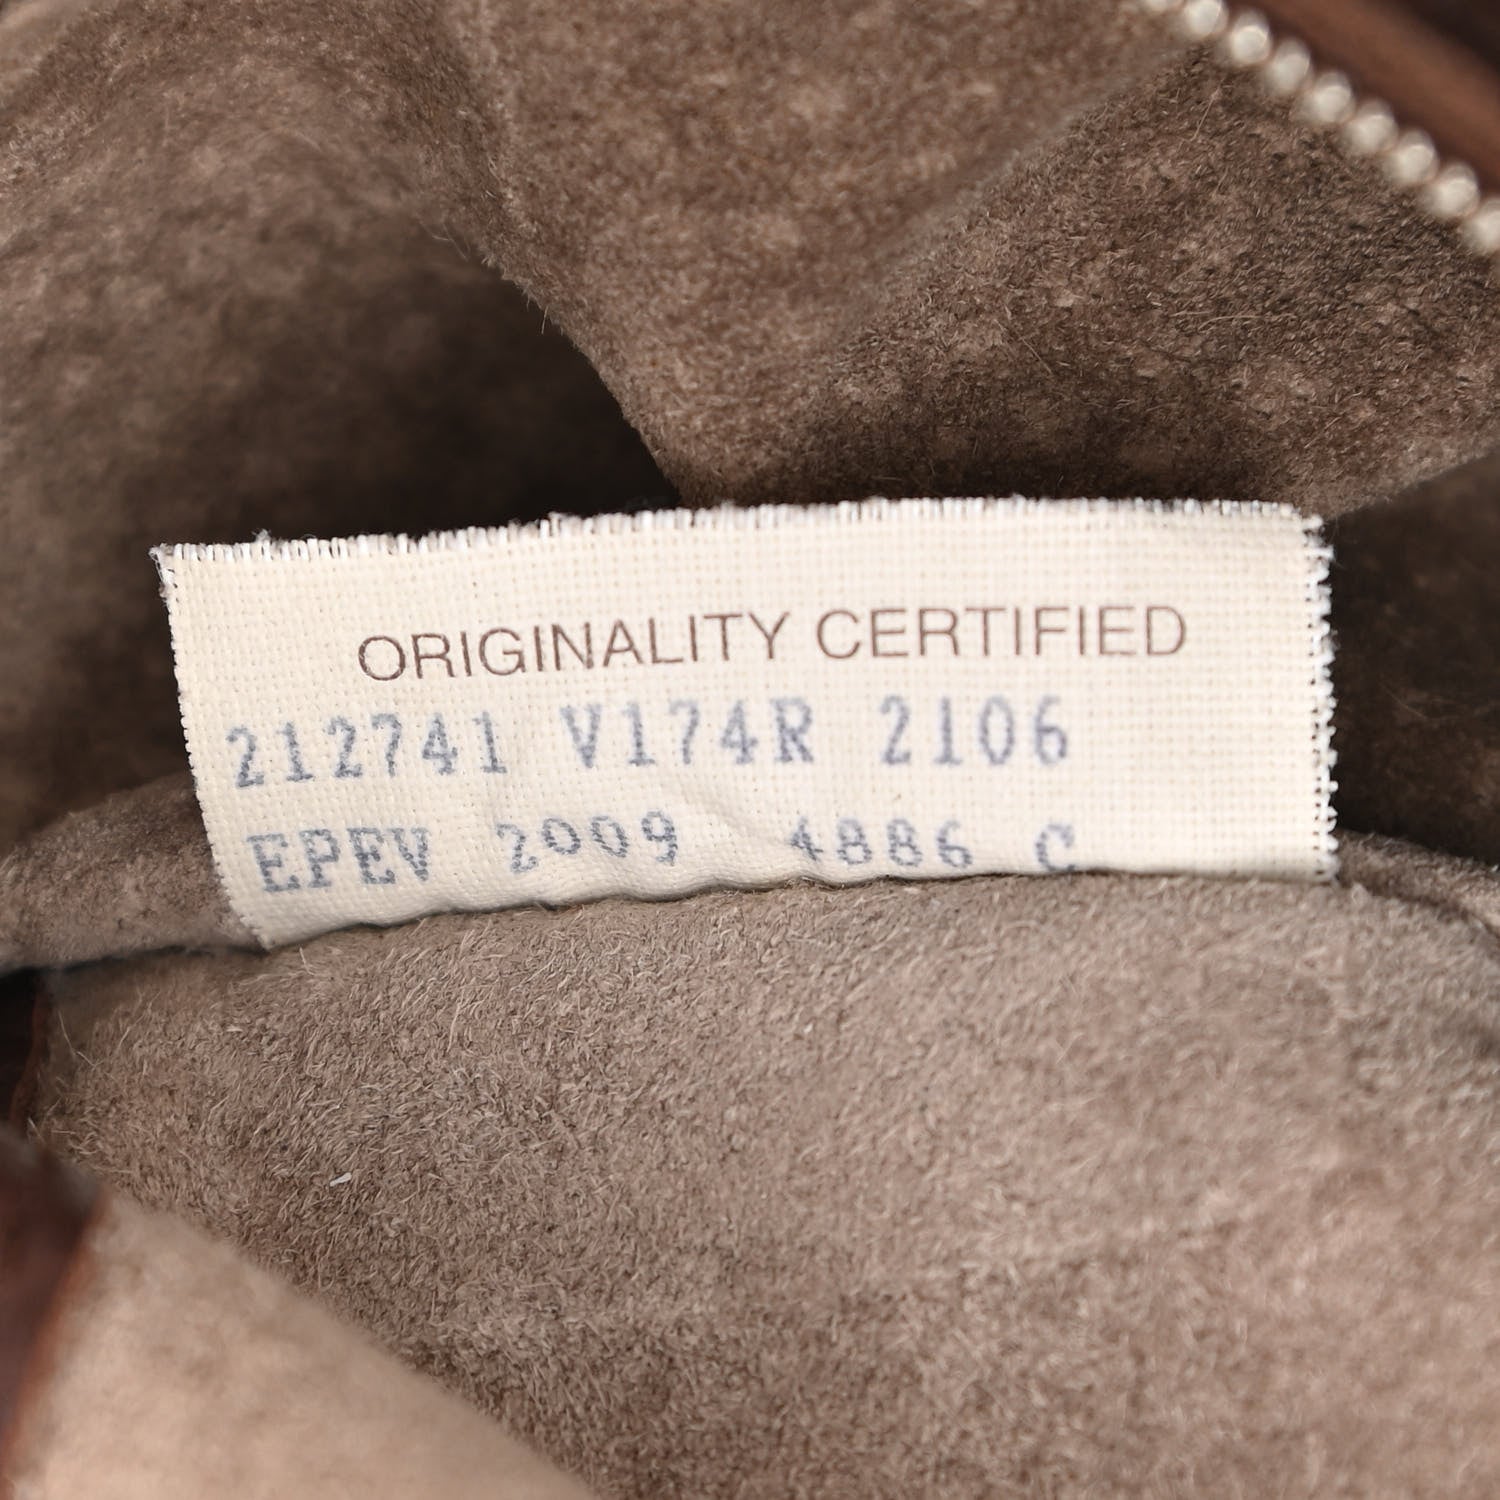 ORIGINALITY CERTIFIED
212741 V174R 2106
EPEV 2009 4886 C